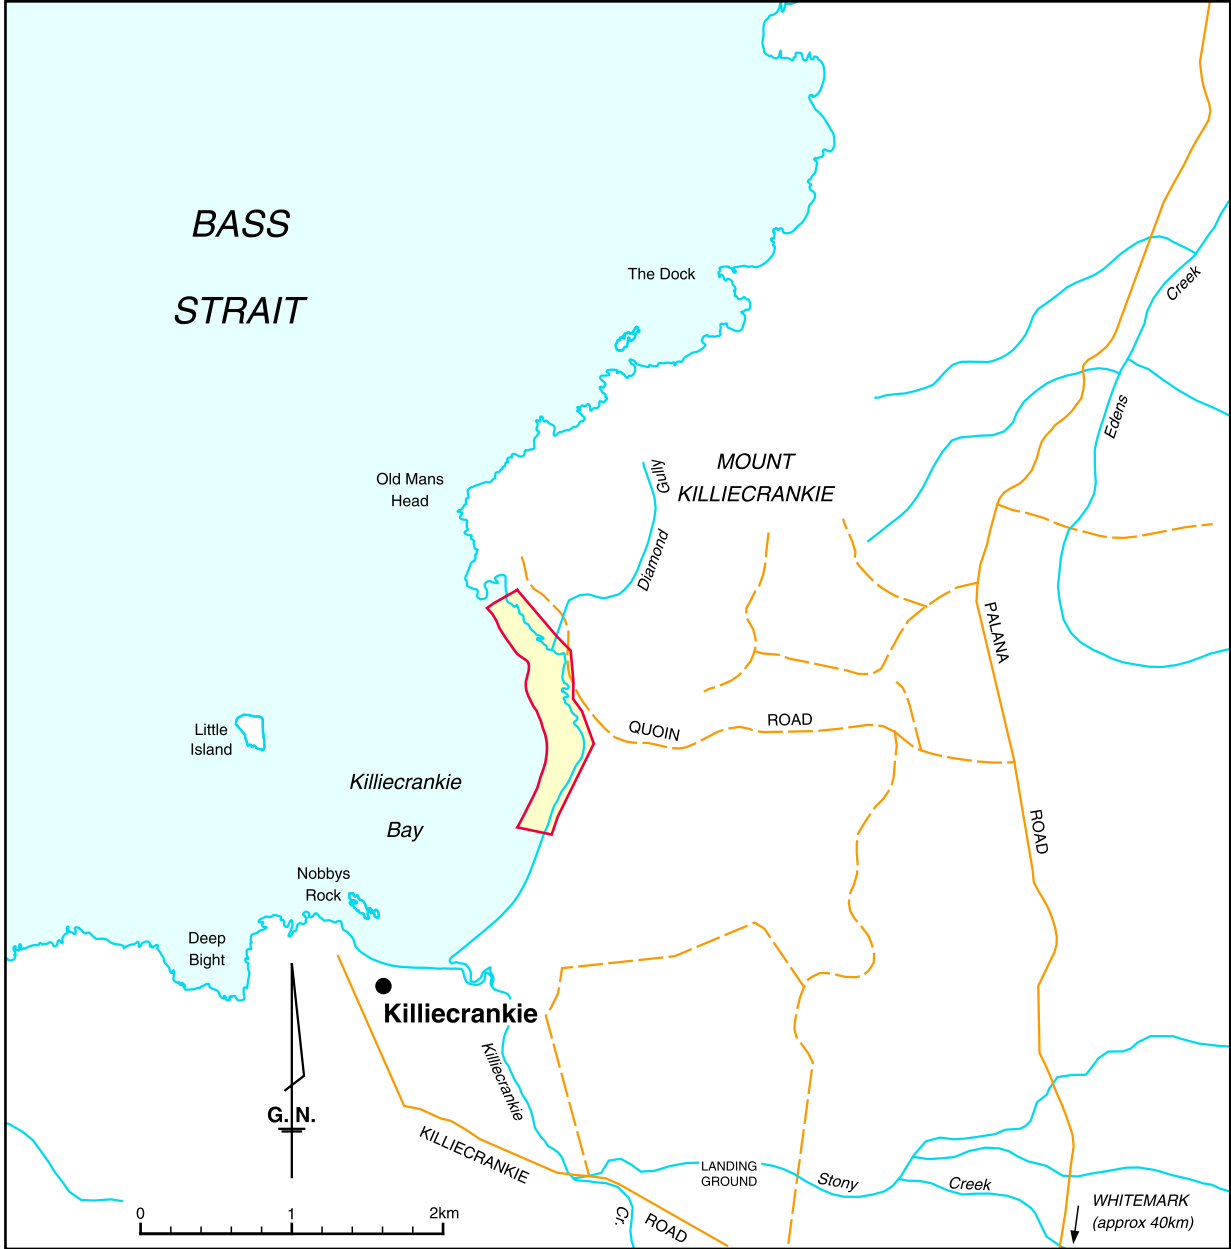 BASS
STRAIT
The Dock
Creek
Edens
MOUNT
KILLIECRANKIE
Gully
Diamond
Old Mans
Head
PALANA
ROAD
QUOIN
ROAD
Little
Island
Killiecrankie
Bay
Nobbys
Rock
Deep
Bight
Killiecrankie
Killiecrankie
G. N.
KILLIECRANKIE
ROAD
Cr.
LANDING
GROUND
Stony
Creek
WHITEMARK
(approx 40km)
0 1 2km